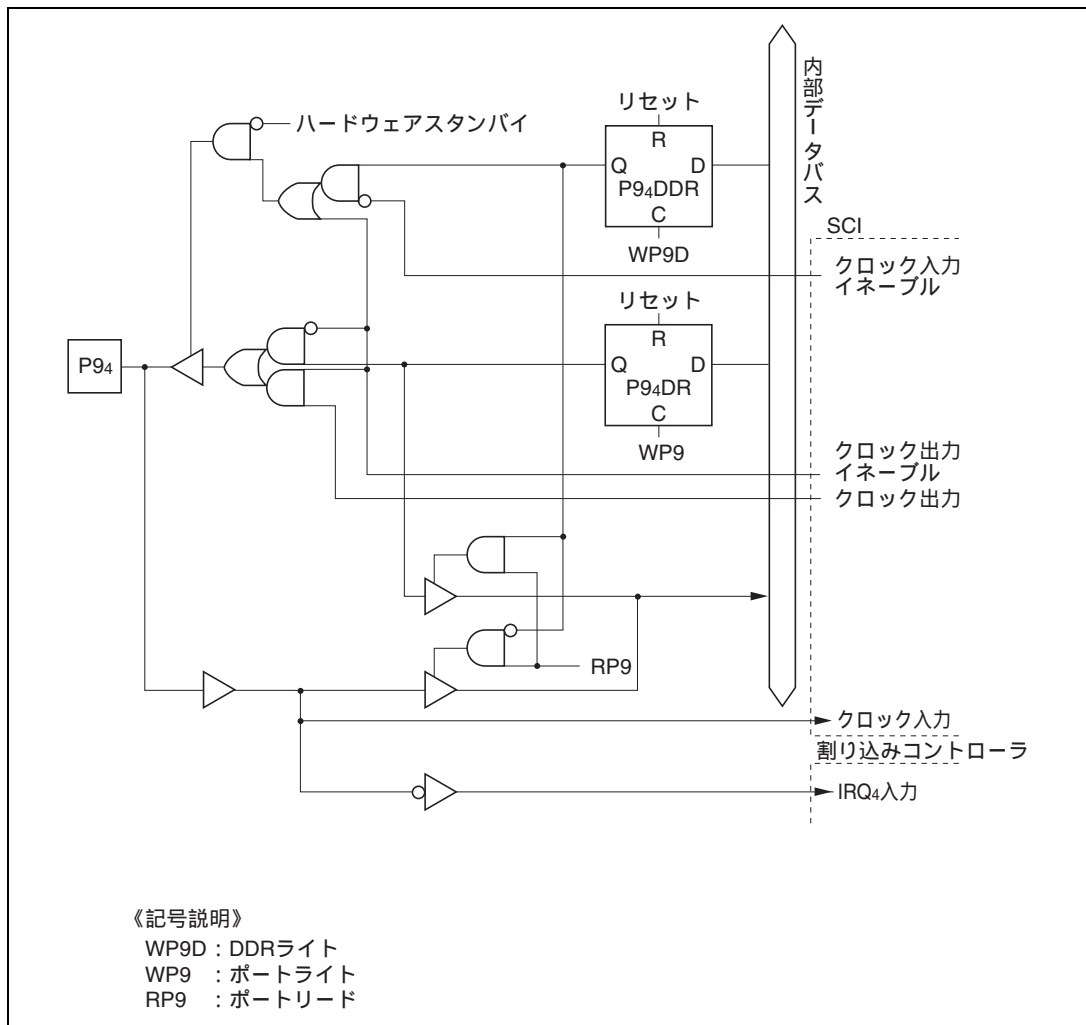 内部データバス
リセット
ハードウェアスタンバイ
R
Q D
P94DDR
C
WP9D
SCI
クロック入力
イネーブル
リセット
R
Q D
P94DR
C
WP9
P94
クロック出力
イネーブル
クロック出力
RP9
クロック入力
割り込みコントローラ
IRQ4入力
《記号説明》
WP9D：DDRライト
WP9 ：ポートライト
RP9 ：ポートリード